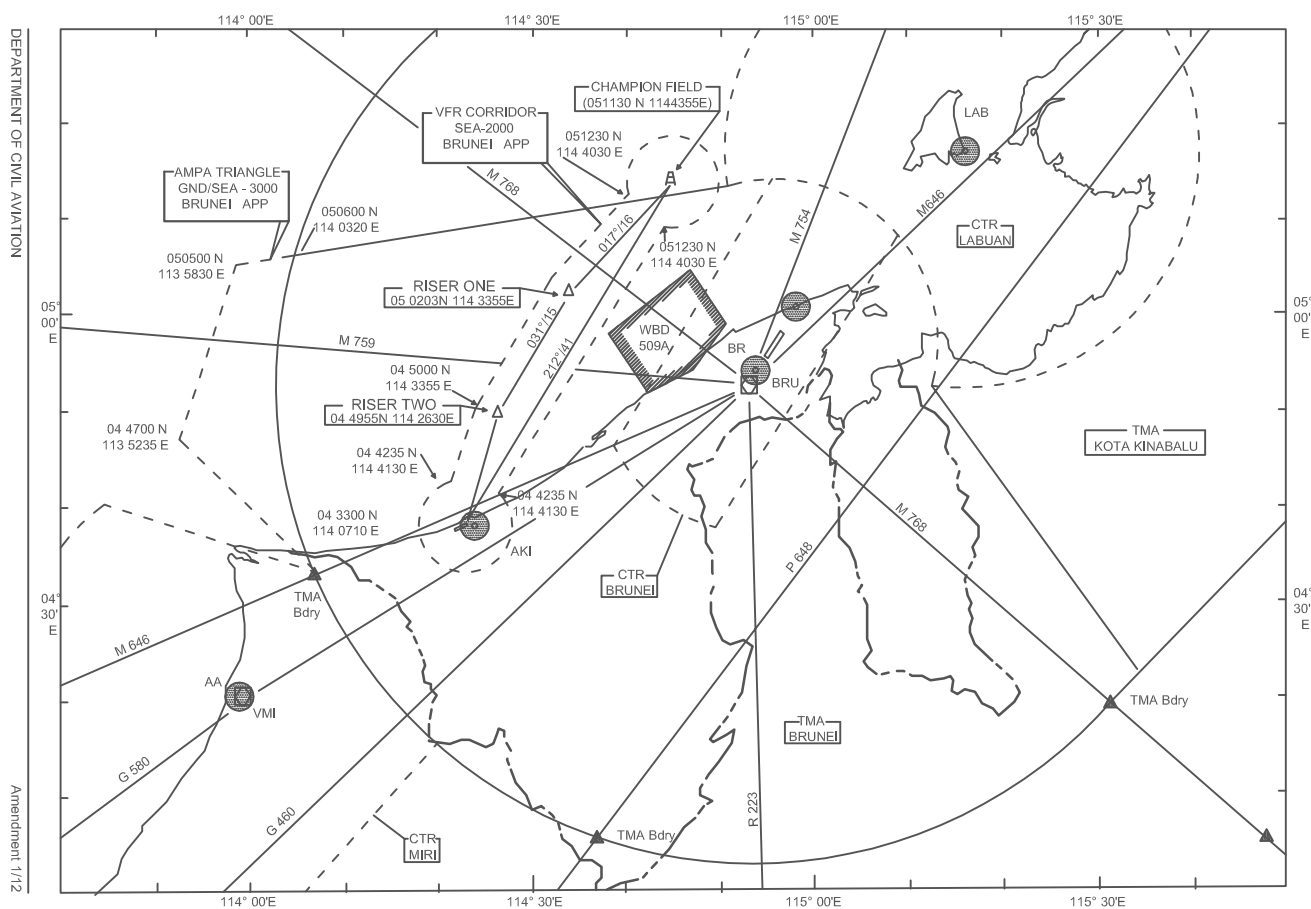 114° 00'E
114° 30'E
115° 00'E
115° 30'E
DEPARTMENT OF CIVIL AVIATION
CHAMPION FIELD
(051130 N 1144355E)
VFR CORRIDOR
SEA-2000
BRUNEI APP
051230 N
114 4030 E
LAB
AMPA TRIANGLE
GND/SEA - 3000
BRUNEI APP
M 768
M 754
M646
CTR
LABUAN
050600 N
114 0320 E
017°/16
051230 N
114 4030 E
050500 N
113 5830 E
RISER ONE
05 0203N 114 3355E
05°
00'
E
05°
00'
E
031°/15
WBD
509A
M 759
212°/41
BR
BRU
04 5000 N
114 3355 E
RISER TWO
04 4955N 114 2630E
04 4700 N
113 5235 E
TMA
KOTA KINABALU
04 4235 N
114 4130 E
04 4235 N
114 4130 E
04 3300 N
114 0710 E
AKI
M 768
P 648
CTR
BRUNEI
TMA
Bdry
04°
30'
E
04°
30'
E
M 646
AA
VMI
TMA Bdry
TMA
BRUNEI
G 580
G 460
R 223
TMA Bdry
CTR
MIRI
Amendment 1/12
114° 00'E
114° 30'E
115° 00'E
115° 30'E